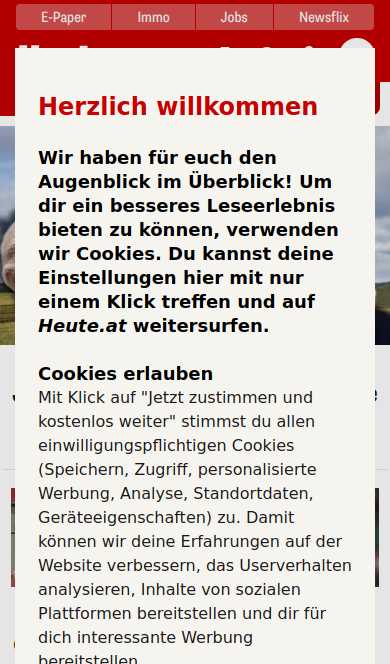 E-Paper Immo Jobs Newsflix
Herzlich willkommen
Wir haben für euch den
Augenblick im Überblick! Um
dir ein besseres Leseerlebnis
bieten zu können, verwenden
wir Cookies. Du kannst deine
Einstellungen hier mit nur
einem Klick treffen und auf
Heute.at weitersurfen.
Cookies erlauben
Mit Klick auf "Jetzt zustimmen und
kostenlos weiter" stimmst du allen
einwilligungspflichtigen Cookies
(Speichern, Zugriff, personalisierte
Werbung, Analyse, Standortdaten,
Geräteeigenschaften) zu. Damit
können wir deine Erfahrungen auf der
Website verbessern, das Userverhalten
analysieren, Inhalte von sozialen
Plattformen bereitstellen und dir für
dich interessante Werbung
bereitstellen